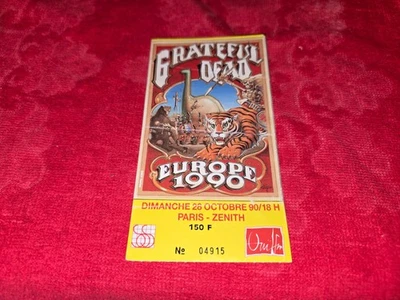 GRATEFUL
DEAD
EUROPE
1990
DIMANCHE 28 OCTOBRE 90/18 H
PARIS - ZENITH
150 F
No 04915